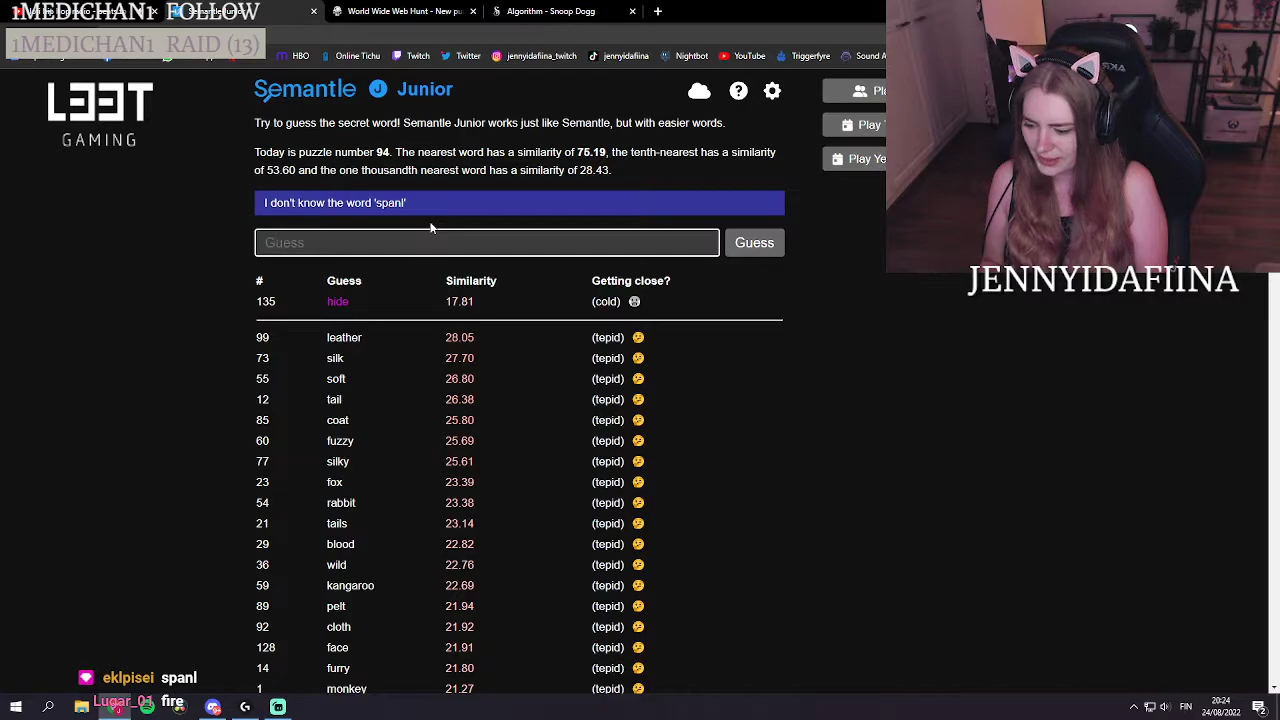 1MEDICHAN1 FOLLOW
World Wide Web Hunt - New pu
Algorithm - Snoop Dogg
1MEDICHAN1 RAID (13)
HBO
Online Tichu
Twitch
Twitter
jennyidafiina_twitch
jennyidafiina
Nightbot
YouTube
Triggerfyre
Sound A
L33T
GAMING
Semantle J Junior
Try to guess the secret word! Semantle Junior works just like Semantle, but with easier words.
Today is puzzle number 94. The nearest word has a similarity of 75.19, the tenth-nearest has a similarity
of 53.60 and the one thousandth nearest word has a similarity of 28.43.
Pla
Play T
Play Ye
I don't know the word 'spanl'
Guess
Guess
# Guess Similarity Getting close?
135 hide 17.81 (cold)
99 leather 28.05 (tepid)
73 silk 27.70 (tepid)
55 soft 26.80 (tepid)
12 tail 26.38 (tepid)
85 coat 25.80 (tepid)
60 fuzzy 25.69 (tepid)
77 silky 25.61 (tepid)
23 fox 23.39 (tepid)
54 rabbit 23.38 (tepid)
21 tails 23.14 (tepid)
29 blood 22.82 (tepid)
36 wild 22.76 (tepid)
59 kangaroo 22.69 (tepid)
89 pelt 21.94 (tepid)
92 cloth 21.92 (tepid)
128 face 21.91 (tepid)
14 furry 21.80 (tepid)
1 monkey 21.27 (tepid)
JENNYIDAFIINA
eklpisei spanl
Lugar_01 fire
FIN
20:24
24/08/2022
2